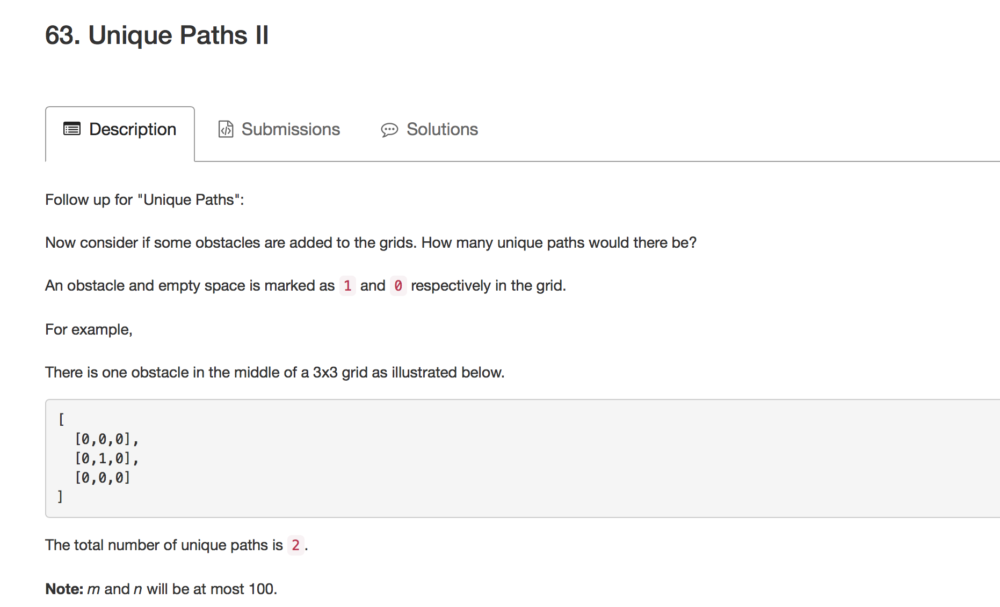 63. Unique Paths II
Description Submissions Solutions
Follow up for "Unique Paths":
Now consider if some obstacles are added to the grids. How many unique paths would there be?
An obstacle and empty space is marked as 1 and 0 respectively in the grid.
For example,
There is one obstacle in the middle of a 3x3 grid as illustrated below.
[
  [0,0,0],
  [0,1,0],
  [0,0,0]
]
The total number of unique paths is 2.
Note: m and n will be at most 100.